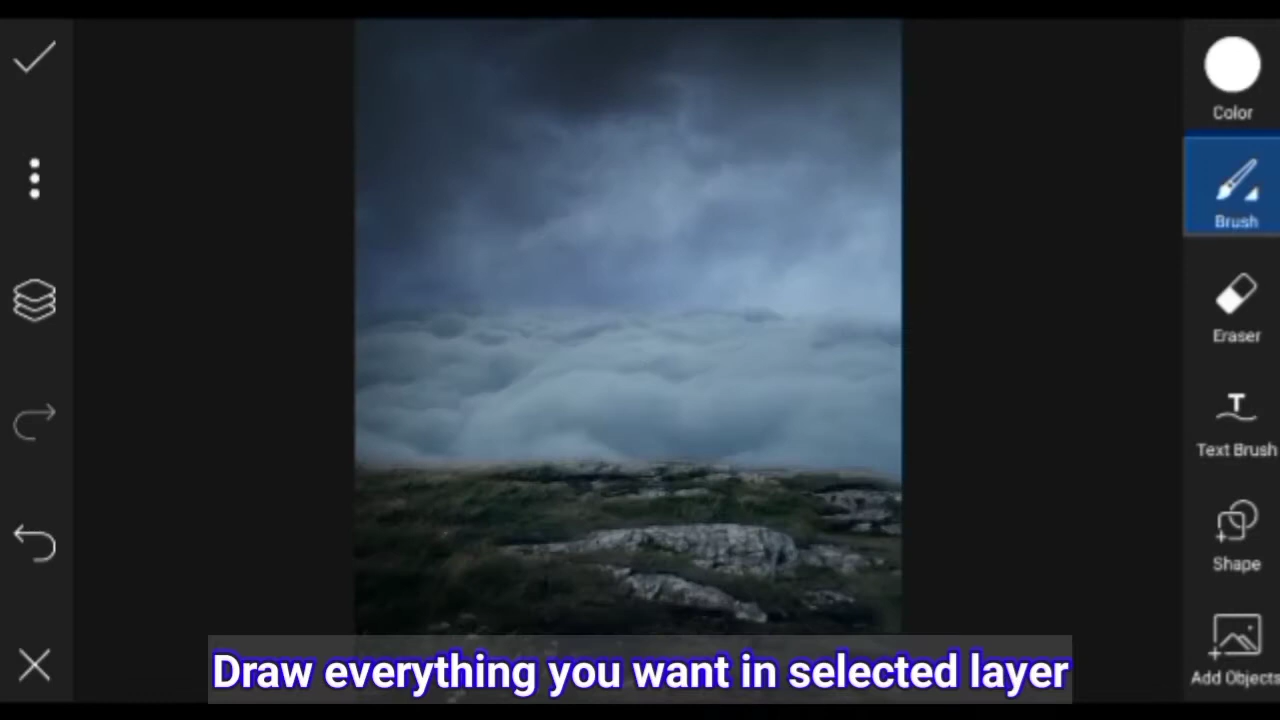 Color
Brush
Eraser
Text Brush
Shape
Add Objects
Draw everything you want in selected layer